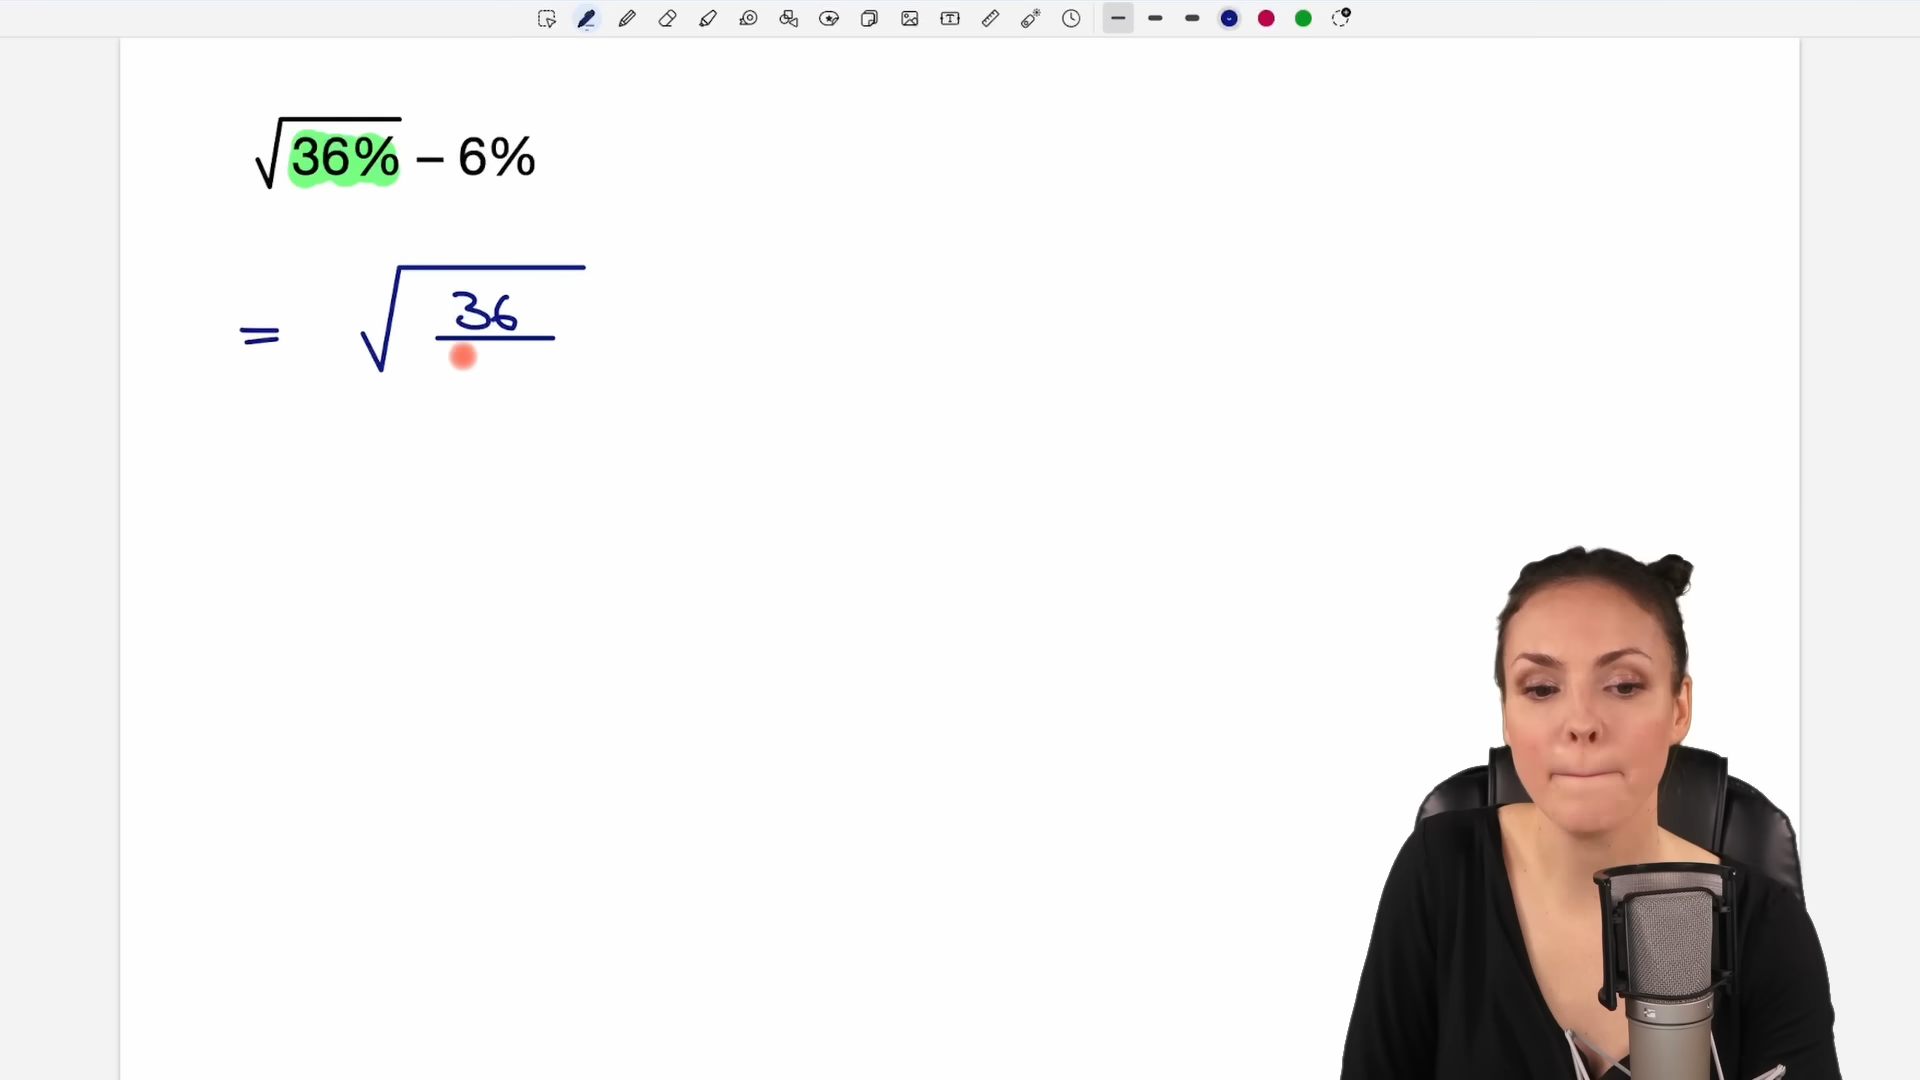 √36% – 6%
= √36